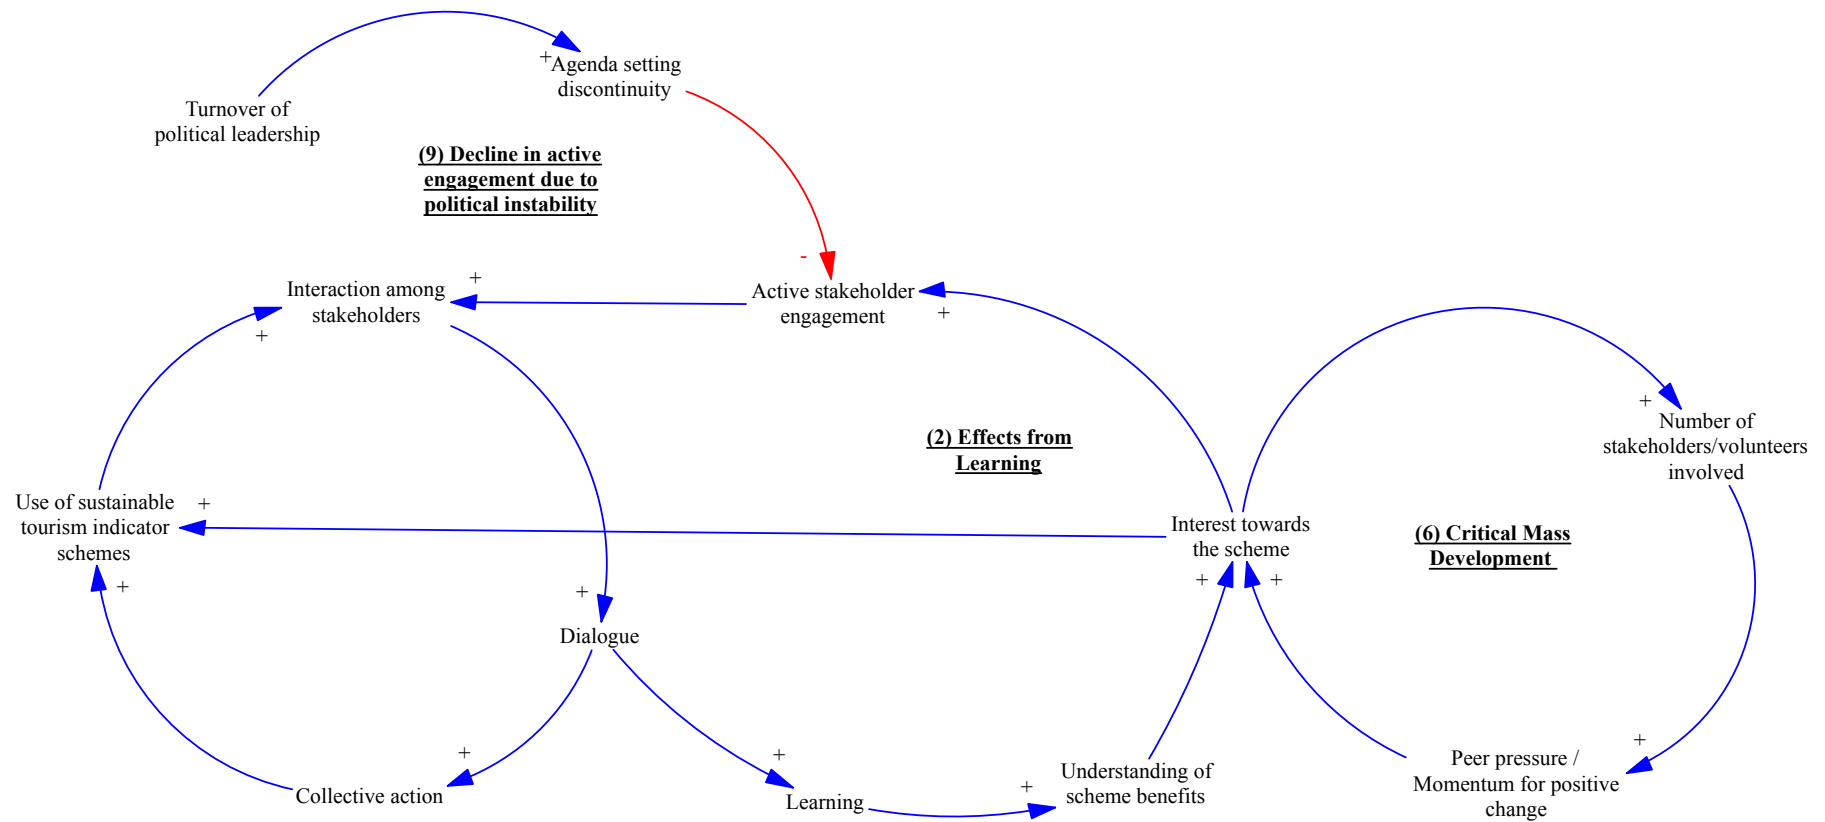 +
Agenda setting
discontinuity
Turnover of
political leadership
(9) Decline in active
engagement due to
political instability
-
+
Interaction among
stakeholders
+
Active stakeholder
engagement
+
+
Number of
stakeholders/volunteers
involved
(2) Effects from
Learning
Use of sustainable
tourism indicator
schemes
+
+
Interest towards
the scheme
+
+
(6) Critical Mass
Development
+
Dialogue
+
Collective action
+
Learning
+
Understanding of
scheme benefits
+
Peer pressure /
Momentum for positive
change